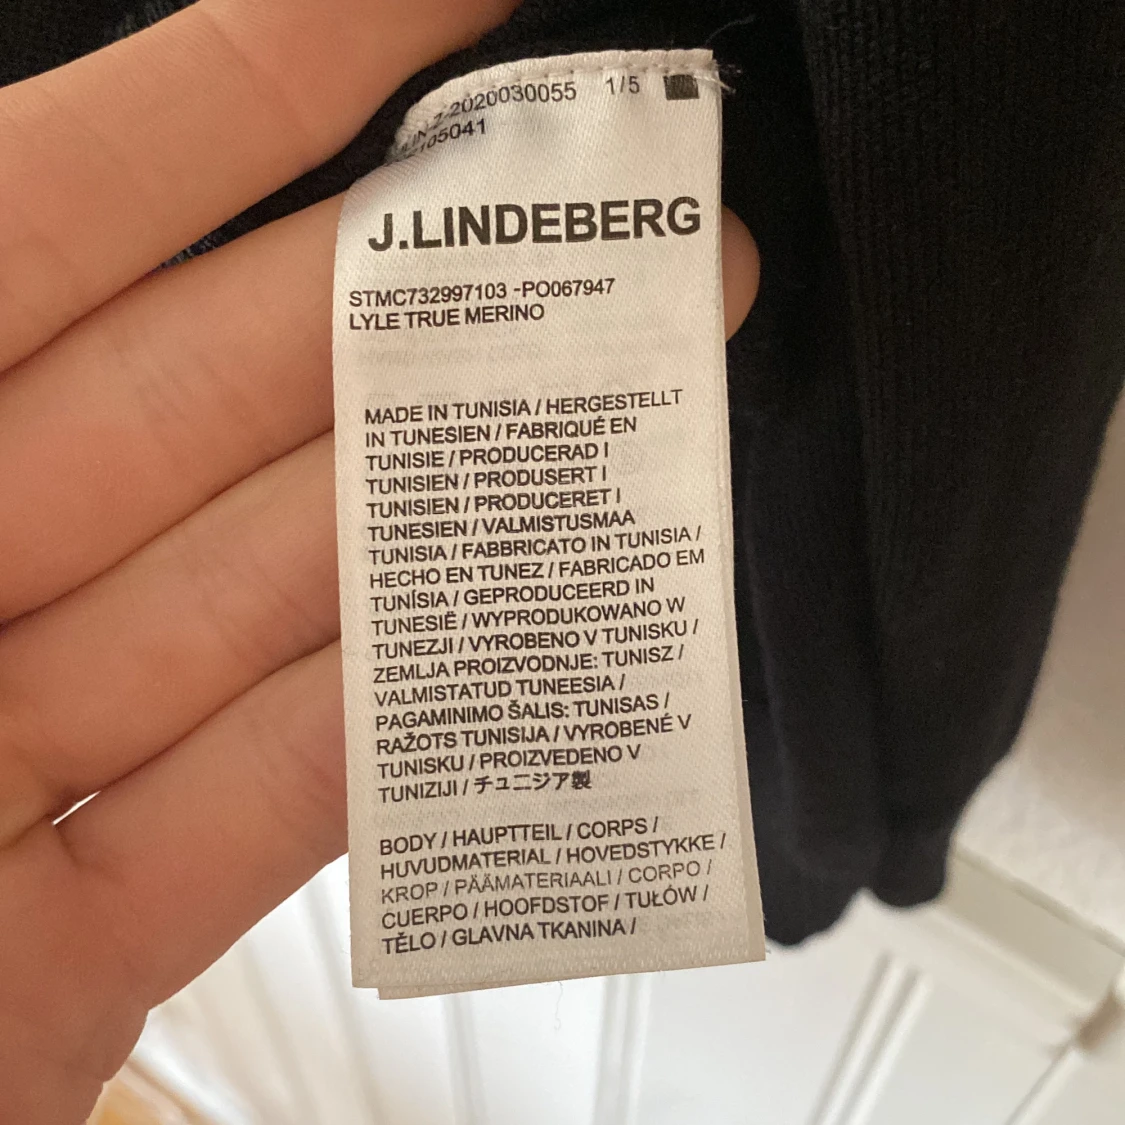 2020030055 1/5
105041
J.LINDEBERG
STMC732997103 -PO067947
LYLE TRUE MERINO
MADE IN TUNISIA / HERGESTELLT
IN TUNESIEN / FABRIQUÉ EN
TUNISIE / PRODUCERAD I
TUNISIEN / PRODUSERT I
TUNISIEN / PRODUCERET I
TUNESIEN / VALMISTUSMAA
TUNISIA / FABBRICATO IN TUNISIA /
HECHO EN TUNEZ / FABRICADO EM
TUNÍSIA / GEPRODUCEERD IN
TUNESIË / WYPRODUKOWANO W
TUNEZJI / VYROBENO V TUNISKU /
ZEMLJA PROIZVODNJE: TUNISZ /
VALMISTATUD TUNEESIA /
PAGAMINIMO ŠALIS: TUNISAS /
RAŽOTS TUNISIJA / VYROBENÉ V
TUNISKU / PROIZVEDENO V
TUNIZIJI / チュニジア製
BODY / HAUPTTEIL / CORPS /
HUVUDMATERIAL / HOVEDSTYKKE /
KROP / PÄÄMATERIAALI / CORPO /
CUERPO / HOOFDSTOF / TUŁÓW /
TĚLO / GLAVNA TKANINA /